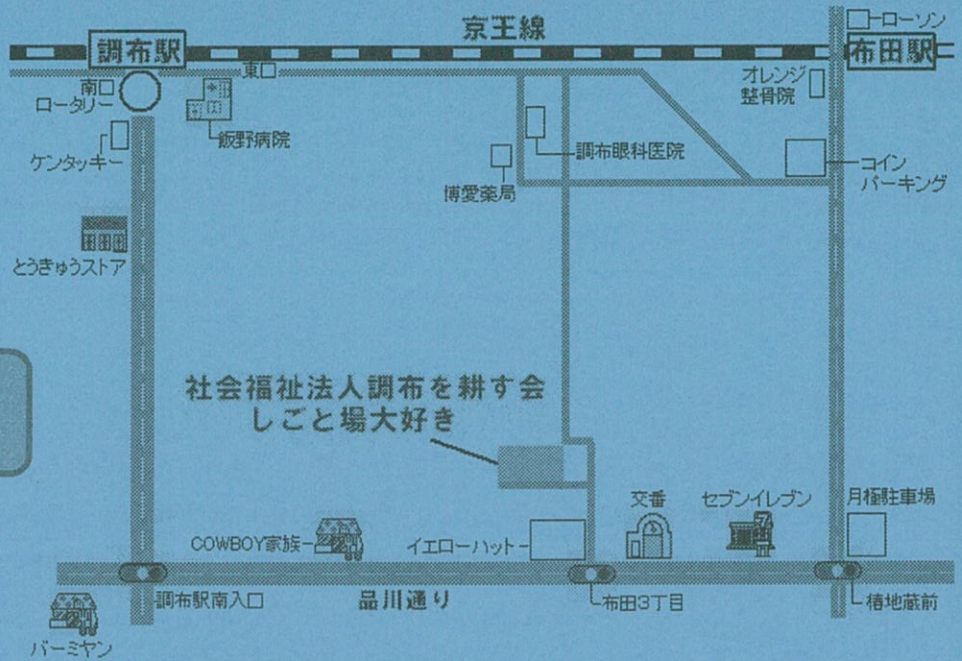 京王線
ローソン
調布駅
布田駅
東口
南口
ロータリー
オレンジ
整骨院
飯野病院
ケンタッキー
調布眼科医院
コイン
パーキング
博愛薬局
とうきゅうストア
社会福祉法人調布を耕す会
しごと場大好き
交番
セブンイレブン
月極駐車場
COWBOY家族
イエローハット
調布駅南入口
品川通り
布田3丁目
椿地蔵前
バーミヤン